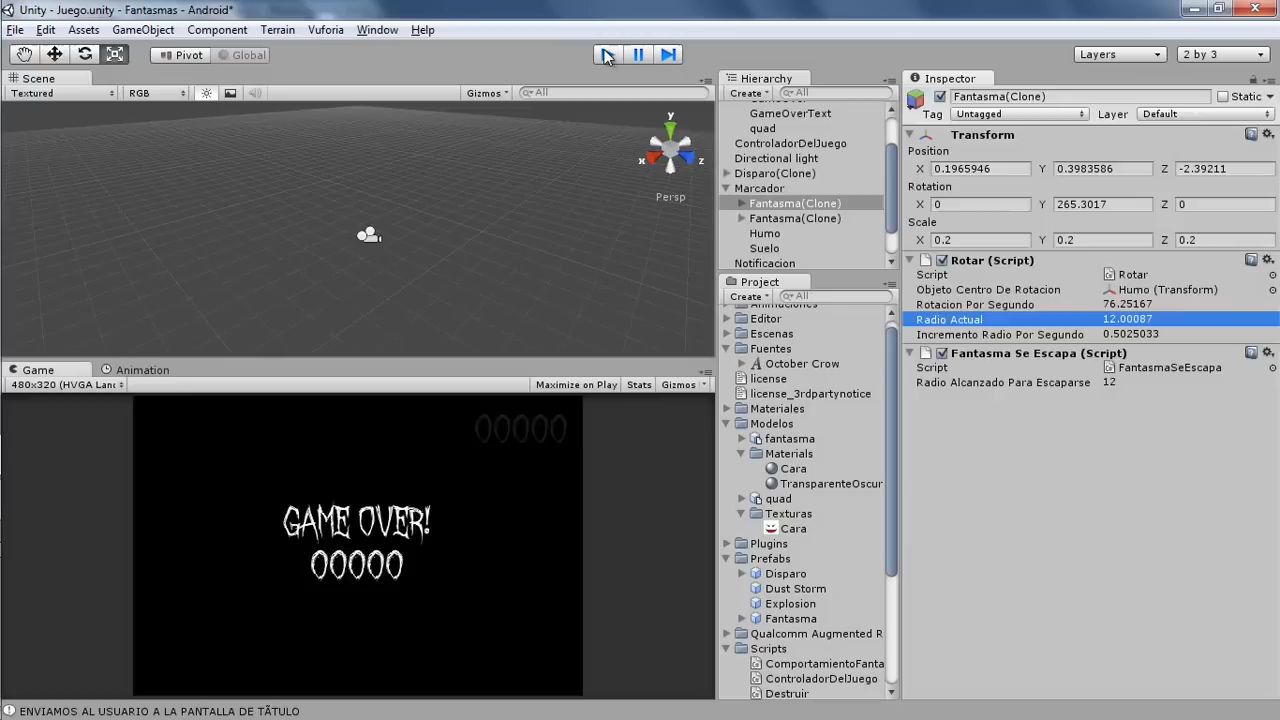 Unity - Juego.unity - Fantasmas - Android*
File Edit Assets GameObject Component Terrain Vuforia Window Help
Pivot Global Layers 2 by 3
Scene
Textured RGB Gizmos All
y
x z
Persp
Game Animation
480x320 (HVGA Lan Maximize on Play Stats Gizmos
00000
GAME OVER!
00000
Hierarchy
Create All
GameOverText
quad
ControladorDelJuego
Directional light
Disparo(Clone)
Marcador
Fantasma(Clone)
Fantasma(Clone)
Humo
Suelo
Notificacion
Project
Create All
Animaciones
Editor
Escenas
Fuentes
October Crow
license
license_3rdpartynotice
Materiales
Modelos
fantasma
Materials
Cara
TransparenteOscur
quad
Texturas
Cara
Plugins
Prefabs
Disparo
Dust Storm
Explosion
Fantasma
Qualcomm Augmented R
Scripts
ComportamientoFanta
ControladorDelJuego
Destruir
Inspector
Fantasma(Clone) Static
Tag Untagged Layer Default
Transform
Position
X 0.1965946 Y 0.3983586 Z -2.39211
Rotation
X 0 Y 265.3017 Z 0
Scale
X 0.2 Y 0.2 Z 0.2
Rotar (Script)
Script Rotar
Objeto Centro De Rotacion Humo (Transform)
Rotacion Por Segundo 76.25167
Radio Actual 12.00087
Incremento Radio Por Segundo 0.5025033
Fantasma Se Escapa (Script)
Script FantasmaSeEscapa
Radio Alcanzado Para Escaparse 12
ENVIAMOS AL USUARIO A LA PANTALLA DE TÃTULO